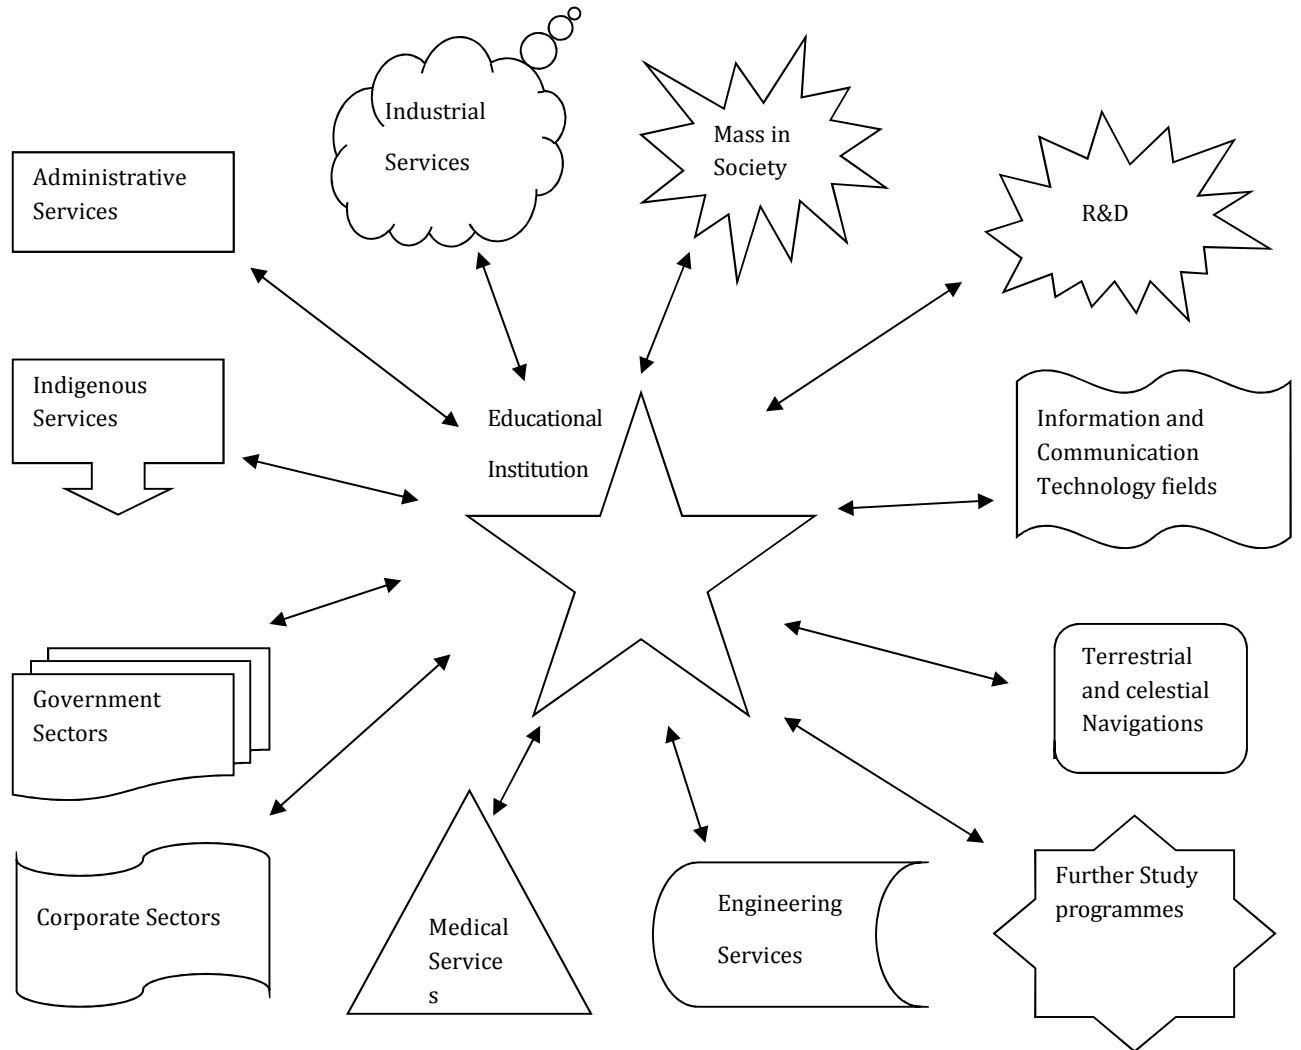 Industrial
Services
Mass in
Society
Administrative
Services
R&D
Indigenous
Services
Educational
Institution
Information and
Communication
Technology fields
Government
Sectors
Terrestrial
and celestial
Navigations
Corporate Sectors
Medical
Service
s
Engineering
Services
Further Study
programmes